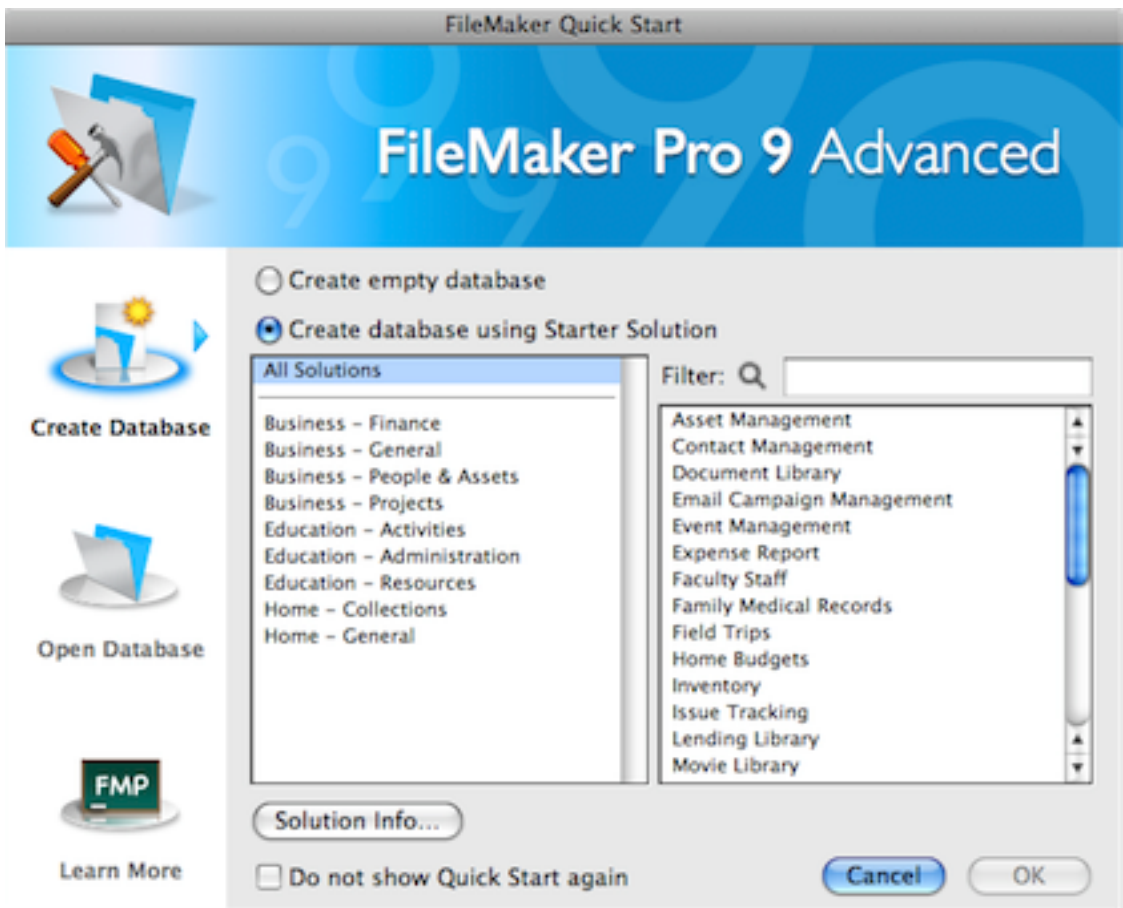 FileMaker Quick Start
FileMaker Pro 9 Advanced
Create empty database
Create database using Starter Solution
All Solutions
Business – Finance
Business – General
Business – People & Assets
Business – Projects
Education – Activities
Education – Administration
Education – Resources
Home – Collections
Home – General
Filter:
Asset Management
Contact Management
Document Library
Email Campaign Management
Event Management
Expense Report
Faculty Staff
Family Medical Records
Field Trips
Home Budgets
Inventory
Issue Tracking
Lending Library
Movie Library
Create Database
Open Database
FMP
Learn More
Solution Info...
Do not show Quick Start again
Cancel
OK